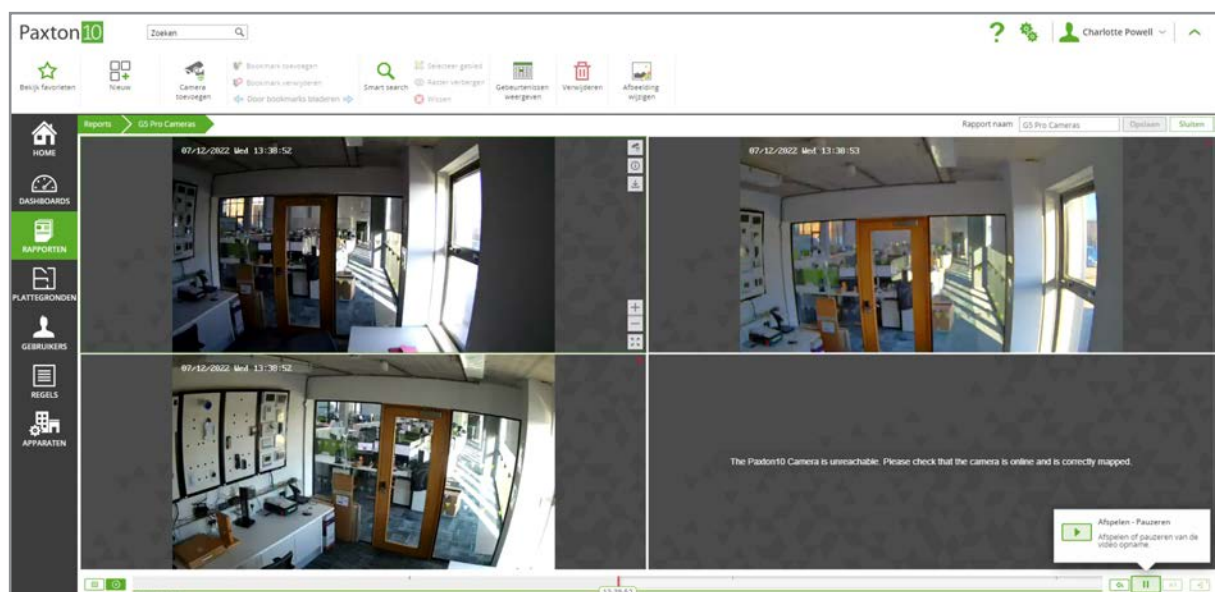 Paxton10
Zoeken
Charlotte Powell
Bekijk favorieten
Nieuw
Camera toevoegen
Bookmark toevoegen
Bookmark verwijderen
Door bookmarks bladeren
Smart search
Selecteer gebied
Raster verbergen
Wissen
Gebeurtenissen weergeven
Verwijderen
Afbeelding wijzigen
HOME
DASHBOARDS
RAPPORTEN
PLATTEGRONDEN
GEBRUIKERS
REGELS
APPARATEN
Reports
GS Pro Cameras
Rapport naam
GS Pro Cameras
Opslaan
Sluiten
07/12/2022 Wed 13:38:52
07/12/2022 Wed 13:38:53
07/12/2022 Wed 13:38:52
The Paxton10 Camera is unreachable. Please check that the camera is online and is correctly mapped.
Afspelen - Pauzeren
Afspelen of pauzeren van de
video opname.